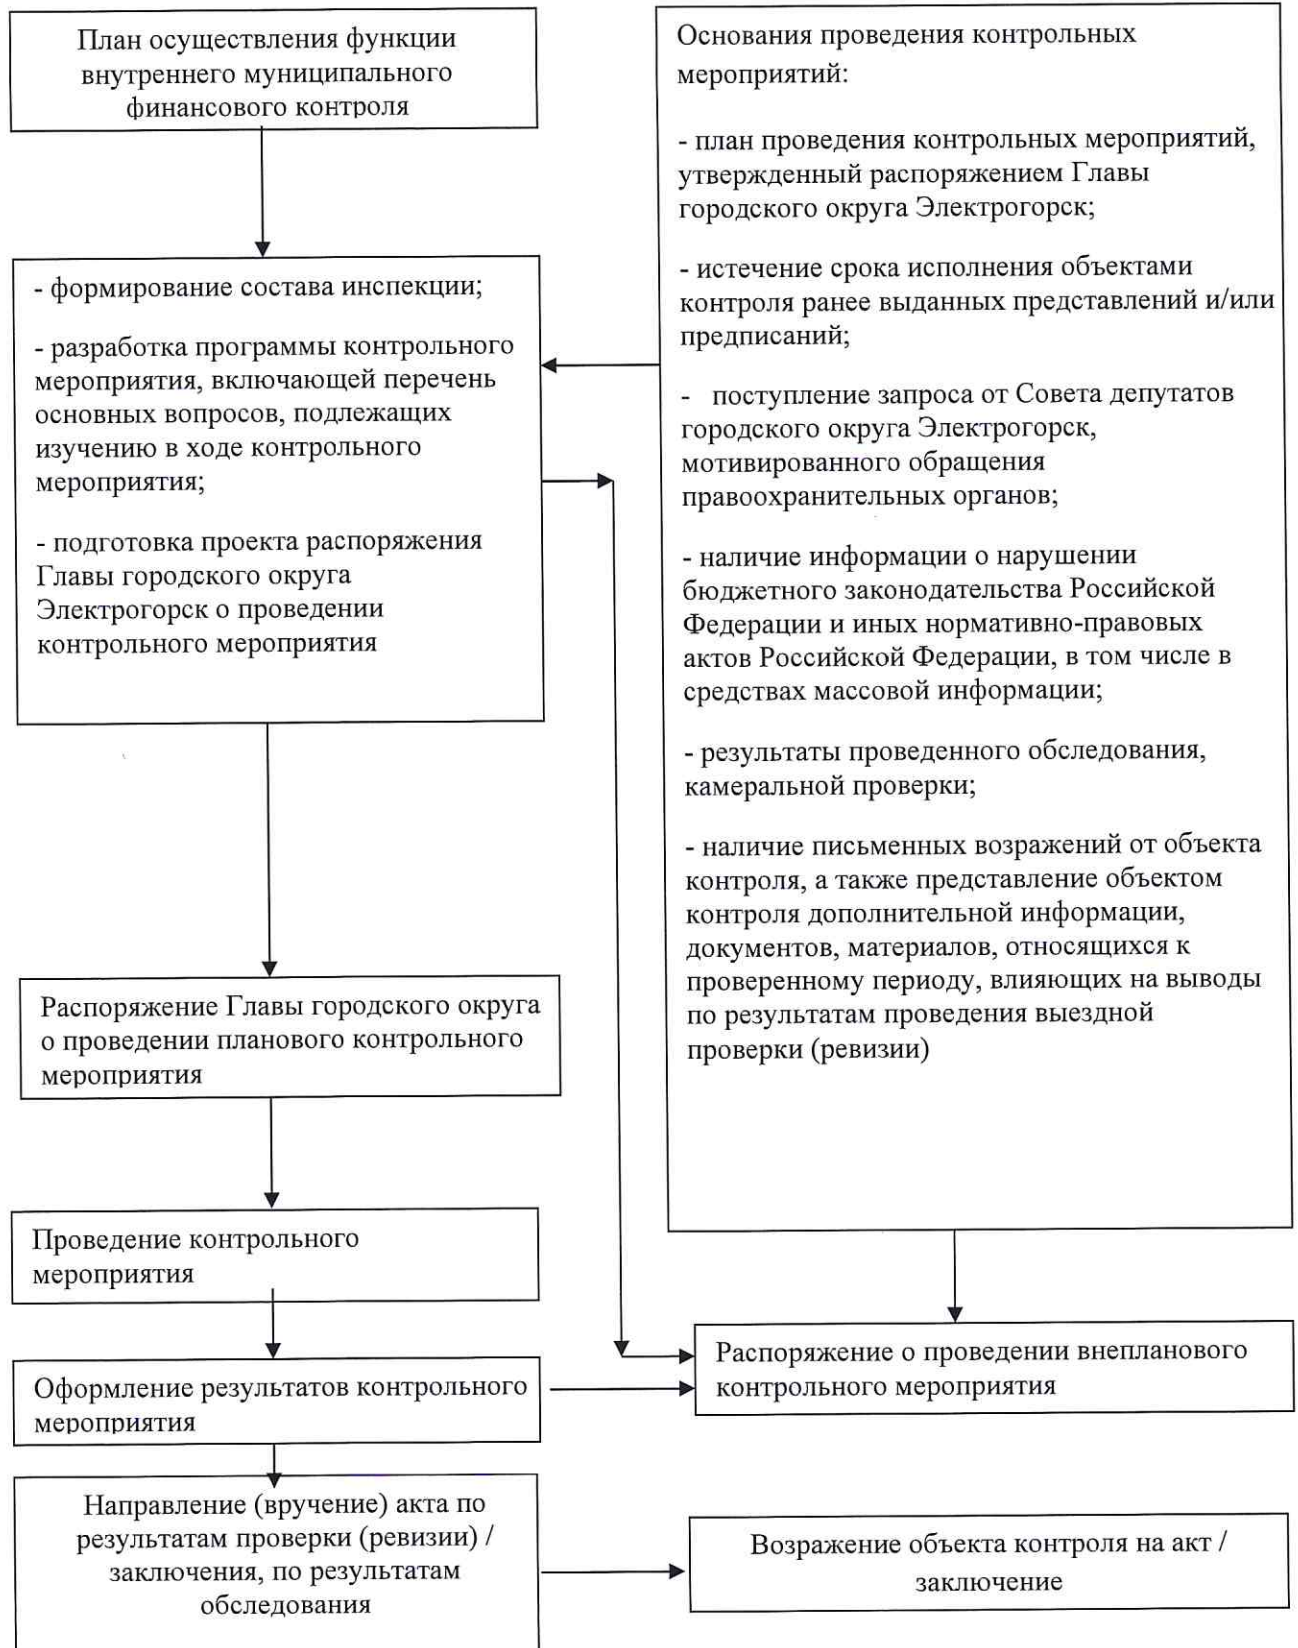 План осуществления функции
внутреннего муниципального
финансового контроля
- формирование состава инспекции;
- разработка программы контрольного
мероприятия, включающей перечень
основных вопросов, подлежащих
изучению в ходе контрольного
мероприятия;
- подготовка проекта распоряжения
Главы городского округа
Электрогорск о проведении
контрольного мероприятия
Распоряжение Главы городского округа
о проведении планового контрольного
мероприятия
Проведение контрольного
мероприятия
Оформление результатов контрольного
мероприятия
Направление (вручение) акта по
результатам проверки (ревизии) /
заключения, по результатам
обследования
Основания проведения контрольных
мероприятий:
- план проведения контрольных мероприятий,
утвержденный распоряжением Главы
городского округа Электрогорск;
- истечение срока исполнения объектами
контроля ранее выданных представлений и/или
предписаний;
- поступление запроса от Совета депутатов
городского округа Электрогорск,
мотивированного обращения
правоохранительных органов;
- наличие информации о нарушении
бюджетного законодательства Российской
Федерации и иных нормативно-правовых
актов Российской Федерации, в том числе в
средствах массовой информации;
- результаты проведенного обследования,
камеральной проверки;
- наличие письменных возражений от объекта
контроля, а также представление объектом
контроля дополнительной информации,
документов, материалов, относящихся к
проверенному периоду, влияющих на выводы
по результатам проведения выездной
проверки (ревизии)
Распоряжение о проведении внепланового
контрольного мероприятия
Возражение объекта контроля на акт /
заключение